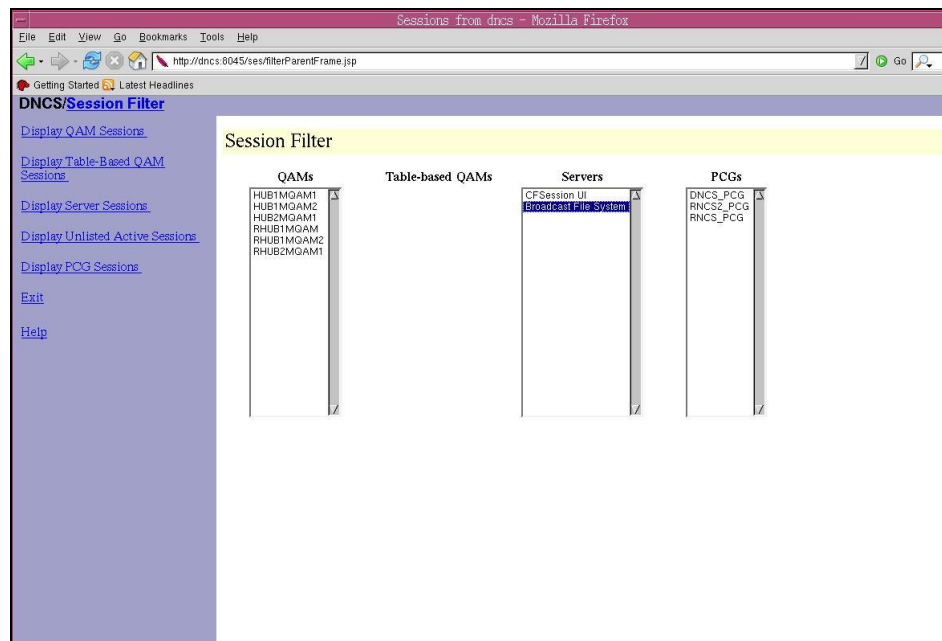 Sessions from dncs - Mozilla Firefox
File Edit View Go Bookmarks Tools Help
http://dncs:8045/ses/filterParentFrame.jsp
Go
Getting Started Latest Headlines
DNCS/Session Filter
Display QAM Sessions
Display Table-Based QAM
Sessions
Display Server Sessions
Display Unlisted Active Sessions
Display PCG Sessions
Exit
Help
Session Filter
QAMs
HUB1MQAM1
HUB1MQAM2
HUB2MQAM1
RHUB1MQAM
RHUB1MQAM2
RHUB2MQAM1
Table-based QAMs
Servers
CFSession UI
Broadcast File System
PCGs
DNCS_PCG
RNCS2_PCG
RNCS_PCG